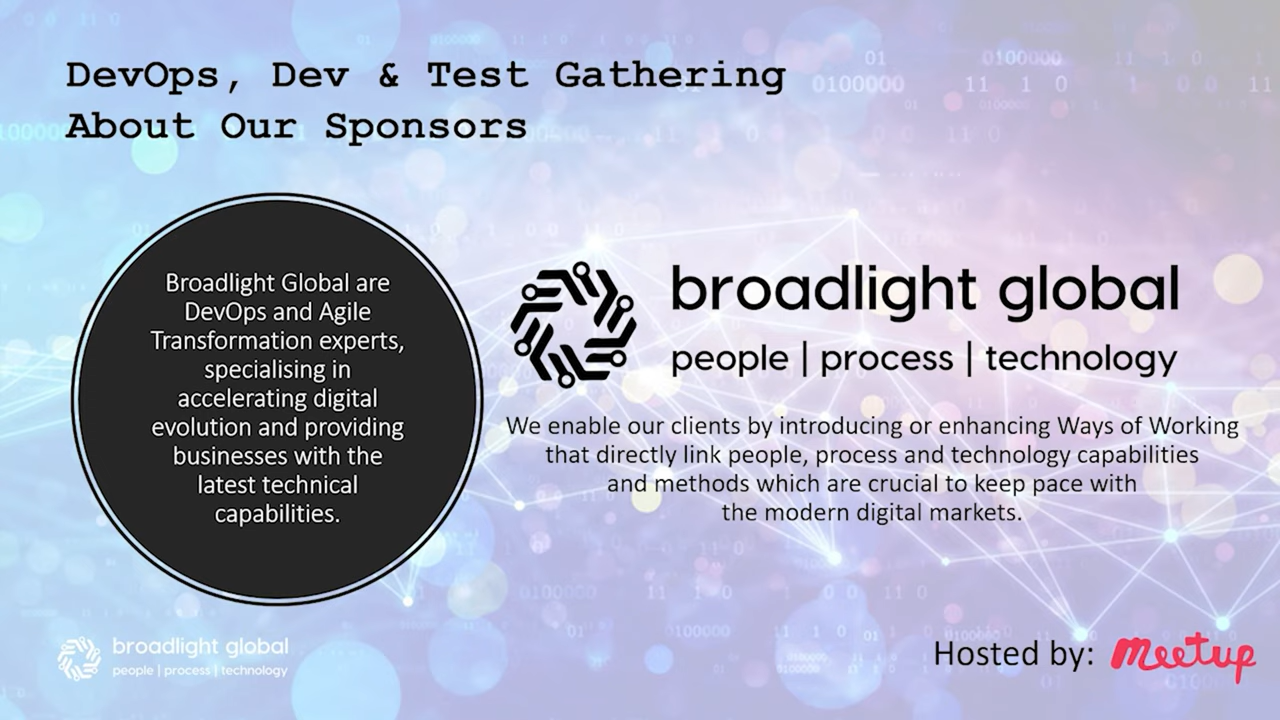 DevOps, Dev & Test Gathering
About Our Sponsors
Broadlight Global are
DevOps and Agile
Transformation experts,
specialising in
accelerating digital
evolution and providing
businesses with the
latest technical
capabilities.
broadlight global
people | process | technology
We enable our clients by introducing or enhancing Ways of Working
that directly link people, process and technology capabilities
and methods which are crucial to keep pace with
the modern digital markets.
broadlight global
people | process | technology
Hosted by: Meetup